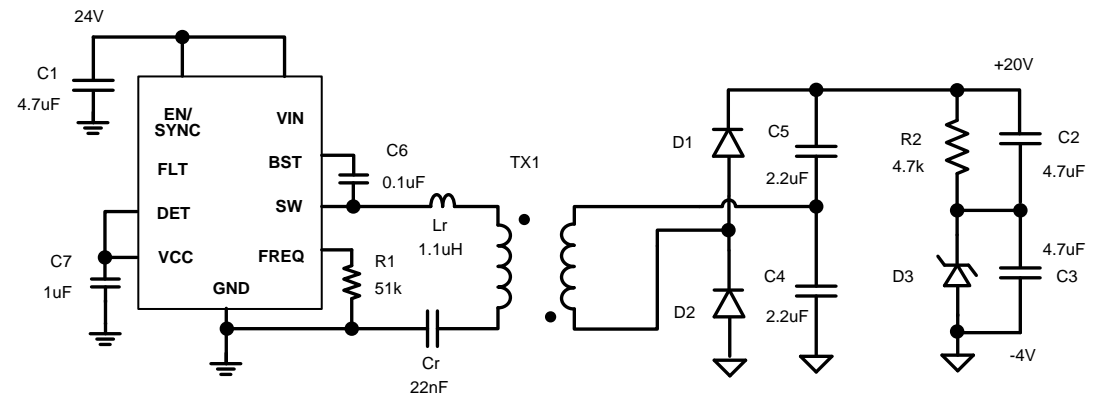 24V
C1
4.7uF
EN/
SYNC
VIN
FLT
BST
DET
SW
VCC
FREQ
GND
C7
1uF
C6
0.1uF
Lr
1.1uH
R1
51k
Cr
22nF
TX1
D1
D2
C5
2.2uF
C4
2.2uF
+20V
R2
4.7k
C2
4.7uF
D3
4.7uF
C3
-4V